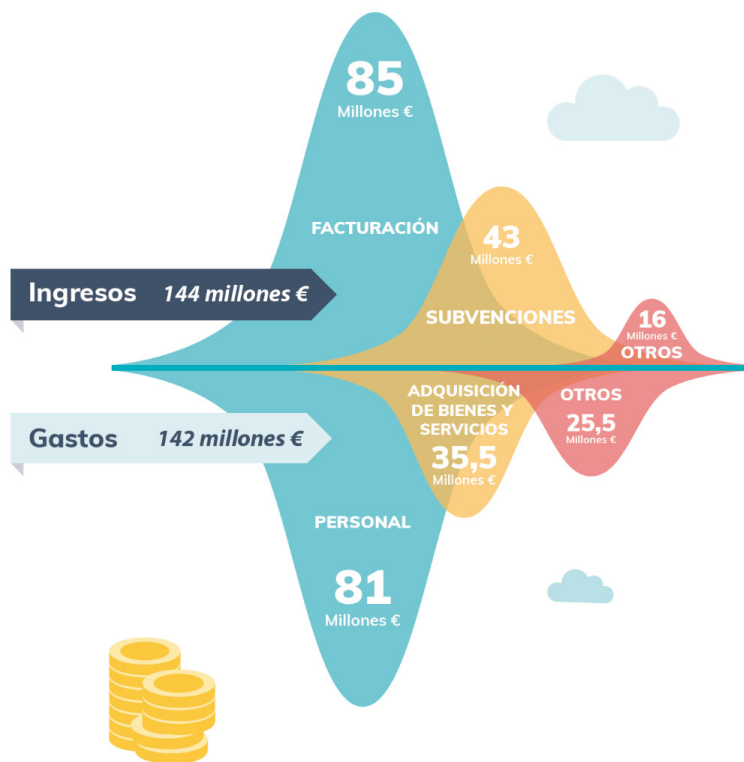 85
Millones €
FACTURACIÓN
43
Millones €
Ingresos 144 millones €
SUBVENCIONES
16
Millones €
OTROS
ADQUISICIÓN
DE BIENES Y
SERVICIOS
35,5
Millones €
OTROS
25,5
Millones €
Gastos 142 millones €
PERSONAL
81
Millones €